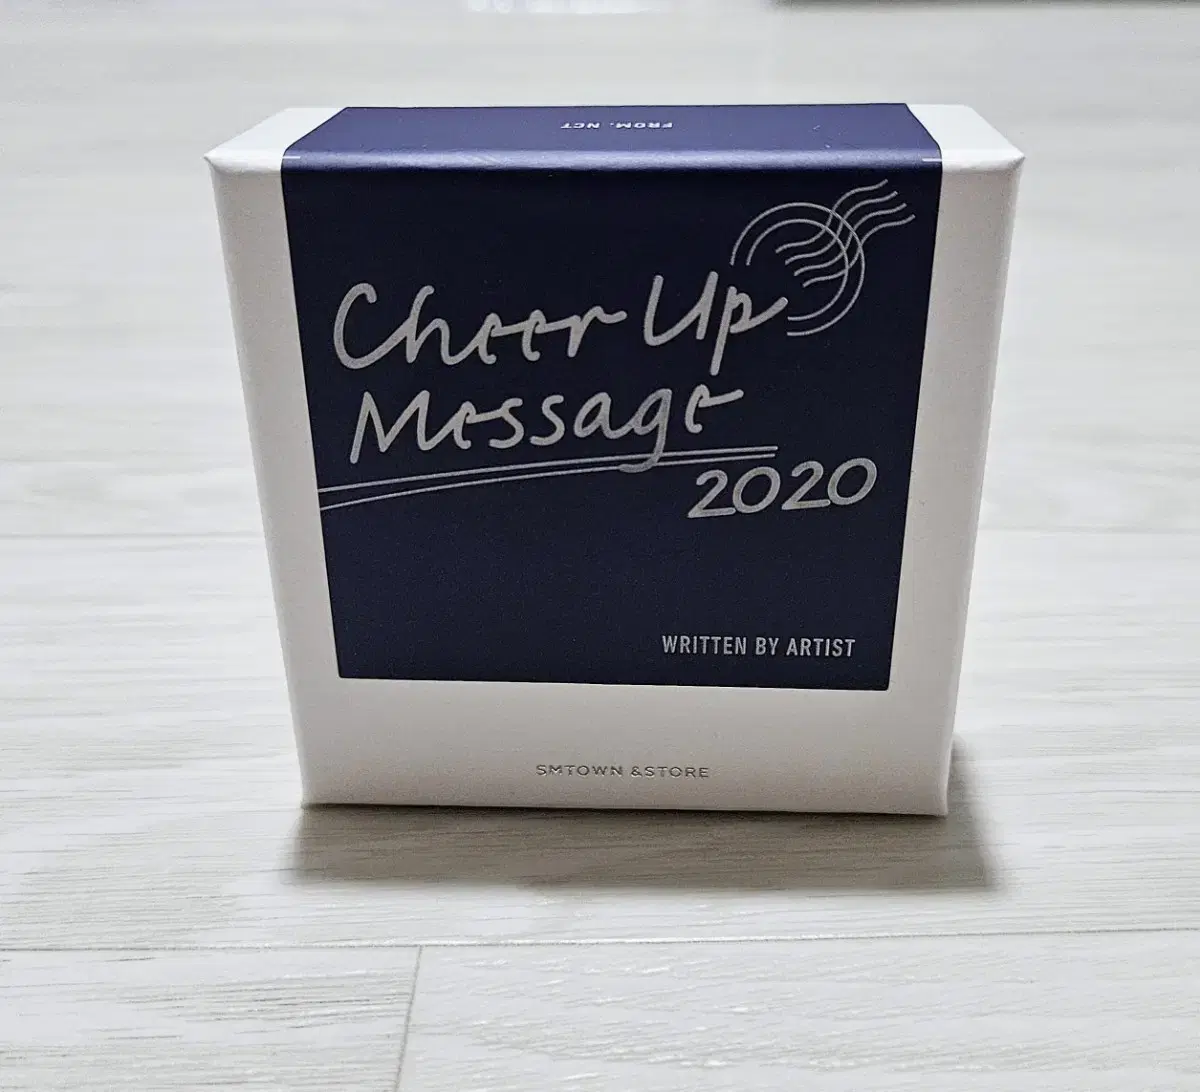 FROM. NCT
Cheer Up
Message
2020
WRITTEN BY ARTIST
SMTOWN &STORE